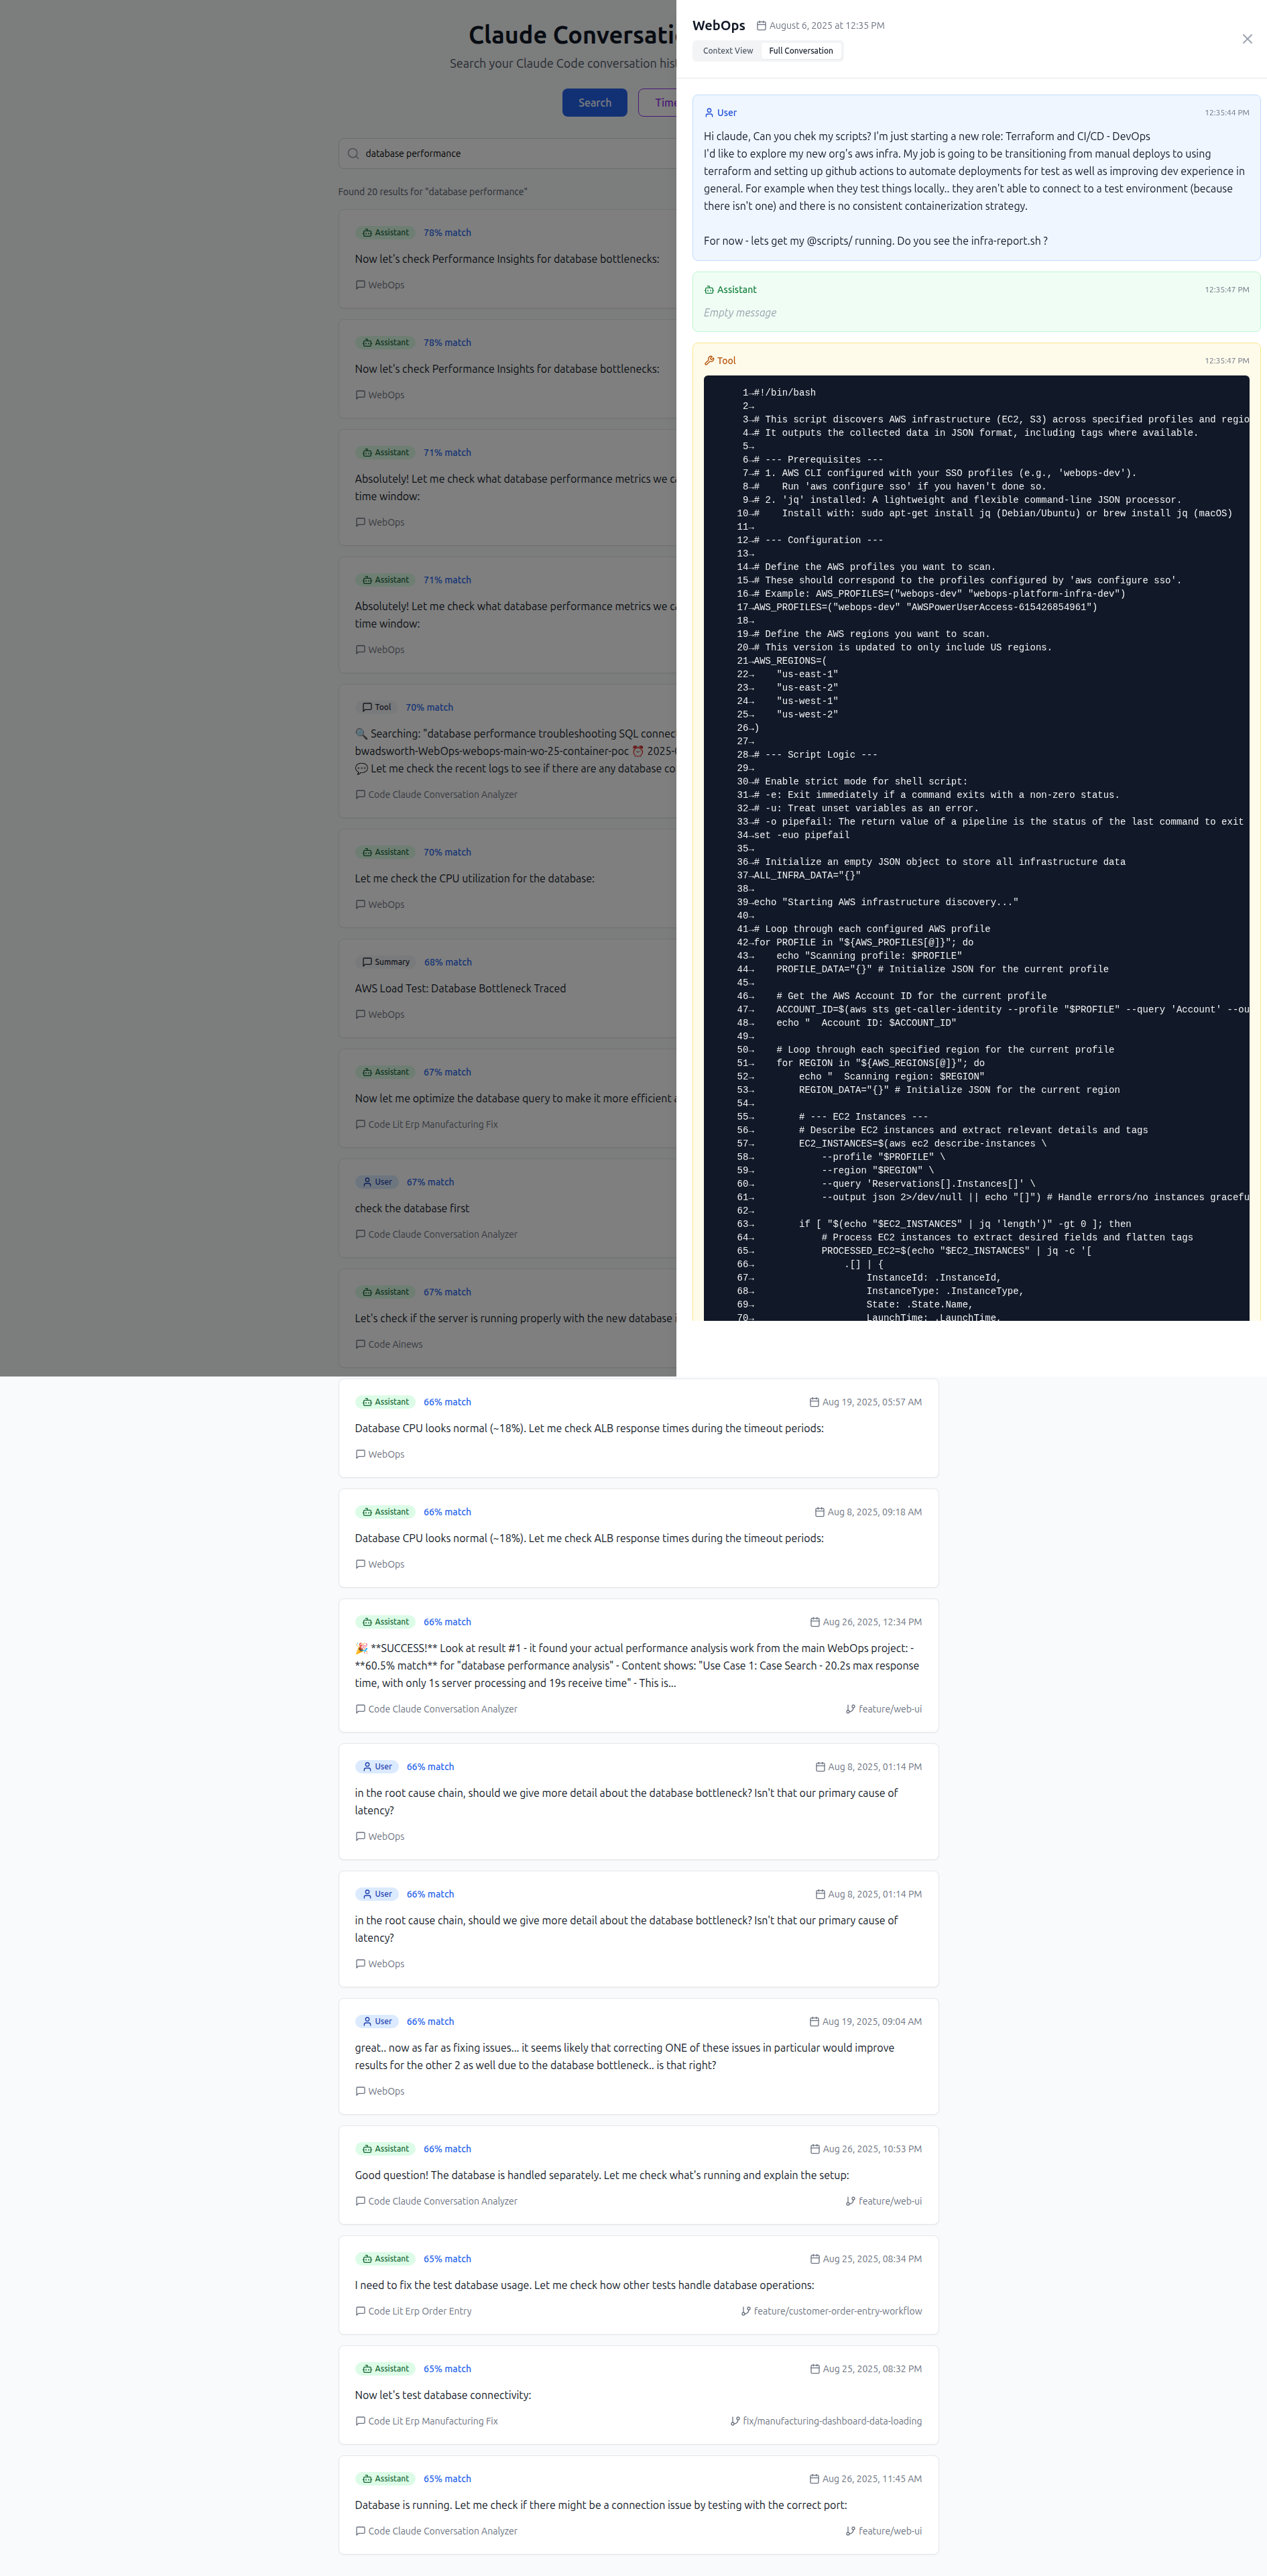 Claude Conversati
Search your Claude Code conversation his
Search
Time
database performance
Found 20 results for "database performance"
Assistant 78% match
Now let's check Performance Insights for database bottlenecks:
WebOps
Assistant 78% match
Now let's check Performance Insights for database bottlenecks:
WebOps
Assistant 71% match
Absolutely! Let me check what database performance metrics we ca
time window:
WebOps
Assistant 71% match
Absolutely! Let me check what database performance metrics we ca
time window:
WebOps
Tool 70% match
🔍 Searching: "database performance troubleshooting SQL connec
bwadsworth-WebOps-webops-main-wo-25-container-poc ⏰ 2025-
💬 Let me check the recent logs to see if there are any database co
Code Claude Conversation Analyzer
Assistant 70% match
Let me check the CPU utilization for the database:
WebOps
Summary 68% match
AWS Load Test: Database Bottleneck Traced
WebOps
Assistant 67% match
Now let me optimize the database query to make it more efficient a
Code Lit Erp Manufacturing Fix
User 67% match
check the database first
Code Claude Conversation Analyzer
Assistant 67% match
Let's check if the server is running properly with the new database i
Code Ainews
WebOps August 6, 2025 at 12:35 PM
Context View Full Conversation
User 12:35:44 PM
Hi claude, Can you chek my scripts? I'm just starting a new role: Terraform and CI/CD - DevOps
I'd like to explore my new org's aws infra. My job is going to be transitioning from manual deploys to using
terraform and setting up github actions to automate deployments for test as well as improving dev experience in
general. For example when they test things locally.. they aren't able to connect to a test environment (because
there isn't one) and there is no consistent containerization strategy.
For now - lets get my @scripts/ running. Do you see the infra-report.sh ?
Assistant 12:35:47 PM
Empty message
Tool 12:35:47 PM
1→#!/bin/bash
2→
3→# This script discovers AWS infrastructure (EC2, S3) across specified profiles and regio
4→# It outputs the collected data in JSON format, including tags where available.
5→
6→# --- Prerequisites ---
7→# 1. AWS CLI configured with your SSO profiles (e.g., 'webops-dev').
8→#    Run 'aws configure sso' if you haven't done so.
9→# 2. 'jq' installed: A lightweight and flexible command-line JSON processor.
10→#    Install with: sudo apt-get install jq (Debian/Ubuntu) or brew install jq (macOS)
11→
12→# --- Configuration ---
13→
14→# Define the AWS profiles you want to scan.
15→# These should correspond to the profiles configured by 'aws configure sso'.
16→# Example: AWS_PROFILES=("webops-dev" "webops-platform-infra-dev")
17→AWS_PROFILES=("webops-dev" "AWSPowerUserAccess-615426854961")
18→
19→# Define the AWS regions you want to scan.
20→# This version is updated to only include US regions.
21→AWS_REGIONS=(
22→    "us-east-1"
23→    "us-east-2"
24→    "us-west-1"
25→    "us-west-2"
26→)
27→
28→# --- Script Logic ---
29→
30→# Enable strict mode for shell script:
31→# -e: Exit immediately if a command exits with a non-zero status.
32→# -u: Treat unset variables as an error.
33→# -o pipefail: The return value of a pipeline is the status of the last command to exit
34→set -euo pipefail
35→
36→# Initialize an empty JSON object to store all infrastructure data
37→ALL_INFRA_DATA="{}"
38→
39→echo "Starting AWS infrastructure discovery..."
40→
41→# Loop through each configured AWS profile
42→for PROFILE in "${AWS_PROFILES[@]}"; do
43→    echo "Scanning profile: $PROFILE"
44→    PROFILE_DATA="{}" # Initialize JSON for the current profile
45→
46→    # Get the AWS Account ID for the current profile
47→    ACCOUNT_ID=$(aws sts get-caller-identity --profile "$PROFILE" --query 'Account' --ou
48→    echo "  Account ID: $ACCOUNT_ID"
49→
50→    # Loop through each specified region for the current profile
51→    for REGION in "${AWS_REGIONS[@]}"; do
52→        echo "  Scanning region: $REGION"
53→        REGION_DATA="{}" # Initialize JSON for the current region
54→
55→        # --- EC2 Instances ---
56→        # Describe EC2 instances and extract relevant details and tags
57→        EC2_INSTANCES=$(aws ec2 describe-instances \
58→            --profile "$PROFILE" \
59→            --region "$REGION" \
60→            --query 'Reservations[].Instances[]' \
61→            --output json 2>/dev/null || echo "[]") # Handle errors/no instances gracefu
62→
63→        if [ "$(echo "$EC2_INSTANCES" | jq 'length')" -gt 0 ]; then
64→            # Process EC2 instances to extract desired fields and flatten tags
65→            PROCESSED_EC2=$(echo "$EC2_INSTANCES" | jq -c '[
66→                .[] | {
67→                    InstanceId: .InstanceId,
68→                    InstanceType: .InstanceType,
69→                    State: .State.Name,
70→                    LaunchTime: .LaunchTime,
Assistant 66% match Aug 19, 2025, 05:57 AM
Database CPU looks normal (~18%). Let me check ALB response times during the timeout periods:
WebOps
Assistant 66% match Aug 8, 2025, 09:18 AM
Database CPU looks normal (~18%). Let me check ALB response times during the timeout periods:
WebOps
Assistant 66% match Aug 26, 2025, 12:34 PM
🎉 **SUCCESS!** Look at result #1 - it found your actual performance analysis work from the main WebOps project: -
**60.5% match** for "database performance analysis" - Content shows: "Use Case 1: Case Search - 20.2s max response
time, with only 1s server processing and 19s receive time" - This is...
Code Claude Conversation Analyzer feature/web-ui
User 66% match Aug 8, 2025, 01:14 PM
in the root cause chain, should we give more detail about the database bottleneck? Isn't that our primary cause of
latency?
WebOps
User 66% match Aug 8, 2025, 01:14 PM
in the root cause chain, should we give more detail about the database bottleneck? Isn't that our primary cause of
latency?
WebOps
User 66% match Aug 19, 2025, 09:04 AM
great.. now as far as fixing issues... it seems likely that correcting ONE of these issues in particular would improve
results for the other 2 as well due to the database bottleneck.. is that right?
WebOps
Assistant 66% match Aug 26, 2025, 10:53 PM
Good question! The database is handled separately. Let me check what's running and explain the setup:
Code Claude Conversation Analyzer feature/web-ui
Assistant 65% match Aug 25, 2025, 08:34 PM
I need to fix the test database usage. Let me check how other tests handle database operations:
Code Lit Erp Order Entry feature/customer-order-entry-workflow
Assistant 65% match Aug 25, 2025, 08:32 PM
Now let's test database connectivity:
Code Lit Erp Manufacturing Fix fix/manufacturing-dashboard-data-loading
Assistant 65% match Aug 26, 2025, 11:45 AM
Database is running. Let me check if there might be a connection issue by testing with the correct port:
Code Claude Conversation Analyzer feature/web-ui